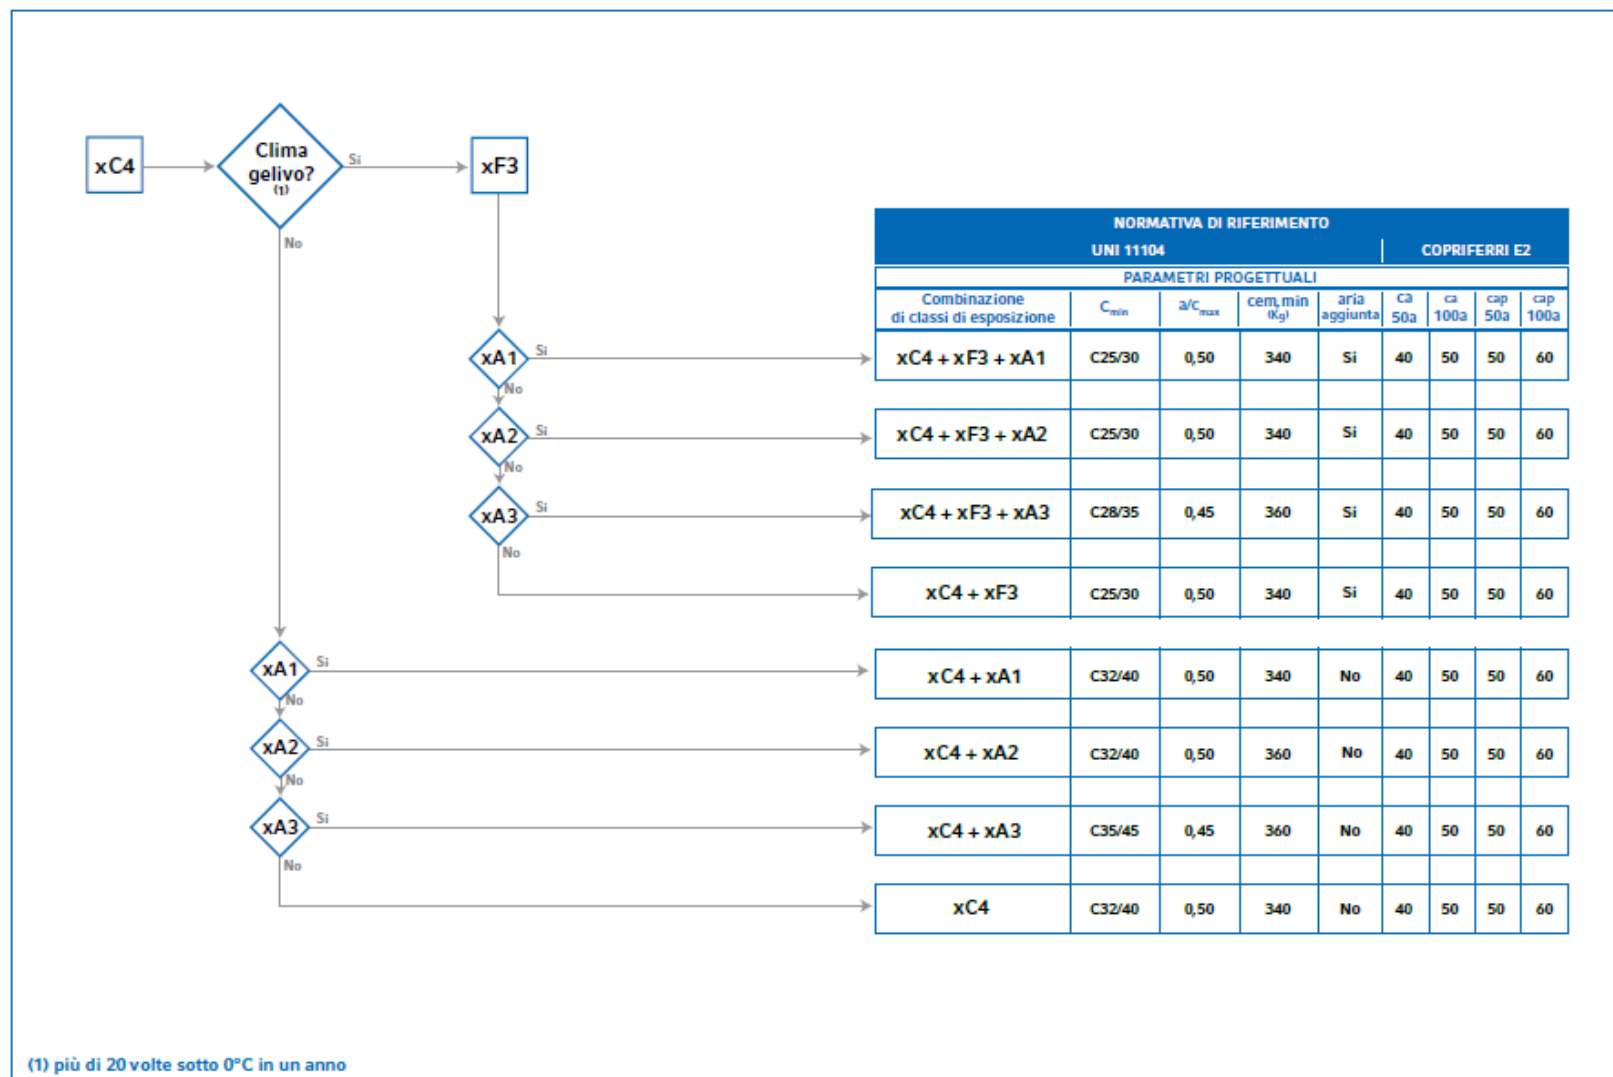 xC4
Clima
gelivo?
(1)
Si
xF3
No
NORMATIVA DI RIFERIMENTO
UNI 11104 COPRIFERRI E2
PARAMETRI PROGETTUALI
Combinazione
di classi di esposizione
Cmin
a/cmax
cem,min
(Kg)
aria
aggiunta
ca
50a
ca
100a
cap
50a
cap
100a
xA1 Si xC4 + xF3 + xA1 C25/30 0,50 340 Si 40 50 50 60
No
xA2 Si xC4 + xF3 + xA2 C25/30 0,50 340 Si 40 50 50 60
No
xA3 Si xC4 + xF3 + xA3 C28/35 0,45 360 Si 40 50 50 60
No
xC4 + xF3 C25/30 0,50 340 Si 40 50 50 60
xA1 Si xC4 + xA1 C32/40 0,50 340 No 40 50 50 60
No
xA2 Si xC4 + xA2 C32/40 0,50 360 No 40 50 50 60
No
xA3 Si xC4 + xA3 C35/45 0,45 360 No 40 50 50 60
No
xC4 C32/40 0,50 340 No 40 50 50 60
(1) più di 20 volte sotto 0°C in un anno